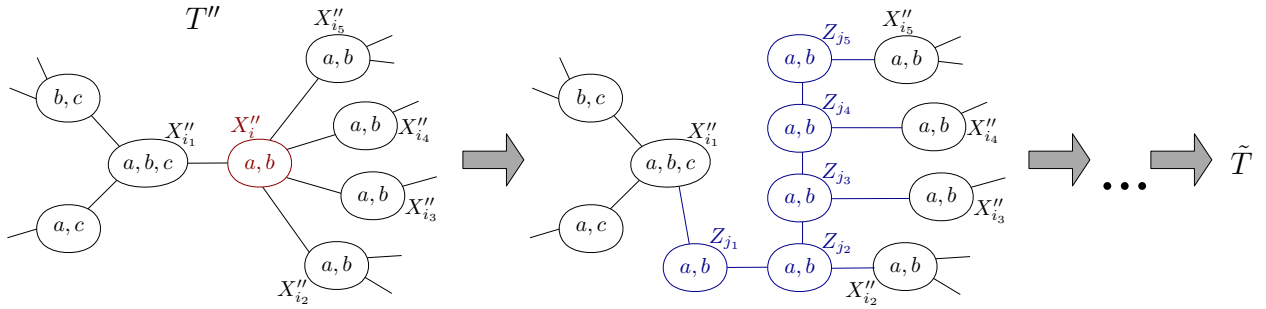 T''
X''_{i_5}
a, b
b, c
X''_{i_1}
X''_i
a, b
X''_{i_4}
a, b, c
a, b
a, b
X''_{i_3}
a, c
a, b
X''_{i_2}
Z_{j_5}
X''_{i_5}
a, b
a, b
b, c
Z_{j_4}
X''_{i_1}
a, b
a, b
X''_{i_4}
a, b, c
Z_{j_3}
a, b
a, b
X''_{i_3}
a, c
Z_{j_1}
Z_{j_2}
a, b
a, b
a, b
X''_{i_2}
...
T̃